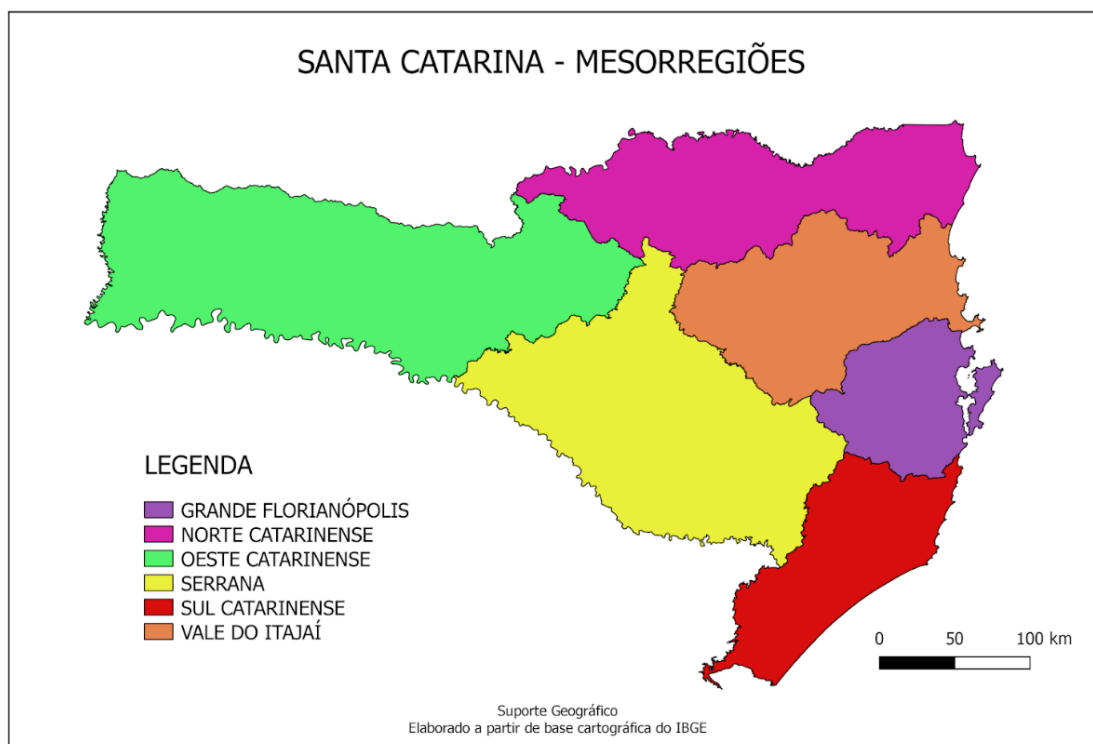 SANTA CATARINA - MESORREGIÕES
LEGENDA
GRANDE FLORIANÓPOLIS
NORTE CATARINENSE
OESTE CATARINENSE
SERRANA
SUL CATARINENSE
VALE DO ITAJAÍ
0 50 100 km
Suporte Geográfico
Elaborado a partir de base cartográfica do IBGE